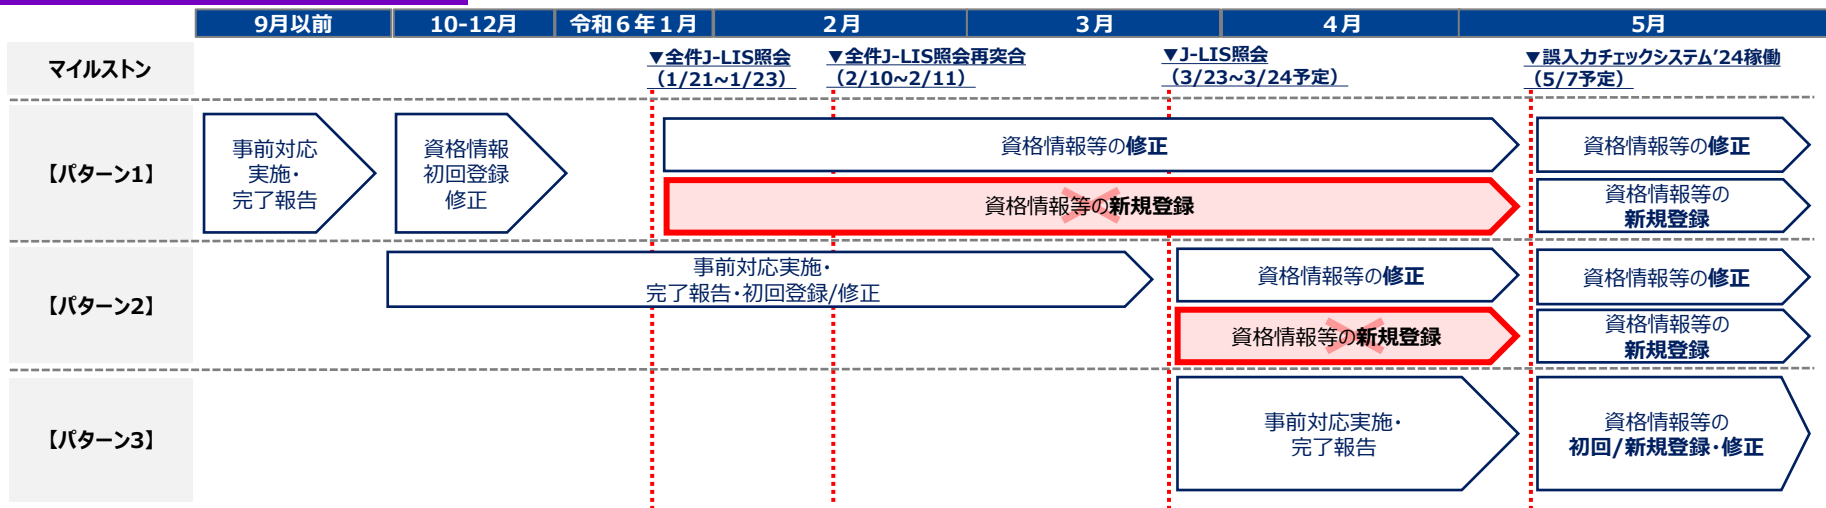 9月以前
10-12月
令和６年１月
２月
３月
４月
5月
マイルストン
▼全件J-LIS照会
（1/21~1/23）
▼全件J-LIS照会再突合
（2/10~2/11）
▼J-LIS照会
（3/23~3/24予定）
▼誤入力チェックシステム’24稼働
（5/7予定）
【パターン1】
事前対応
実施・
完了報告
資格情報
初回登録
修正
資格情報等の修正
資格情報等の新規登録
資格情報等の修正
資格情報等の
新規登録
【パターン2】
事前対応実施・
完了報告・初回登録/修正
資格情報等の修正
資格情報等の新規登録
資格情報等の修正
資格情報等の
新規登録
【パターン3】
事前対応実施・
完了報告
資格情報等の
初回/新規登録・修正